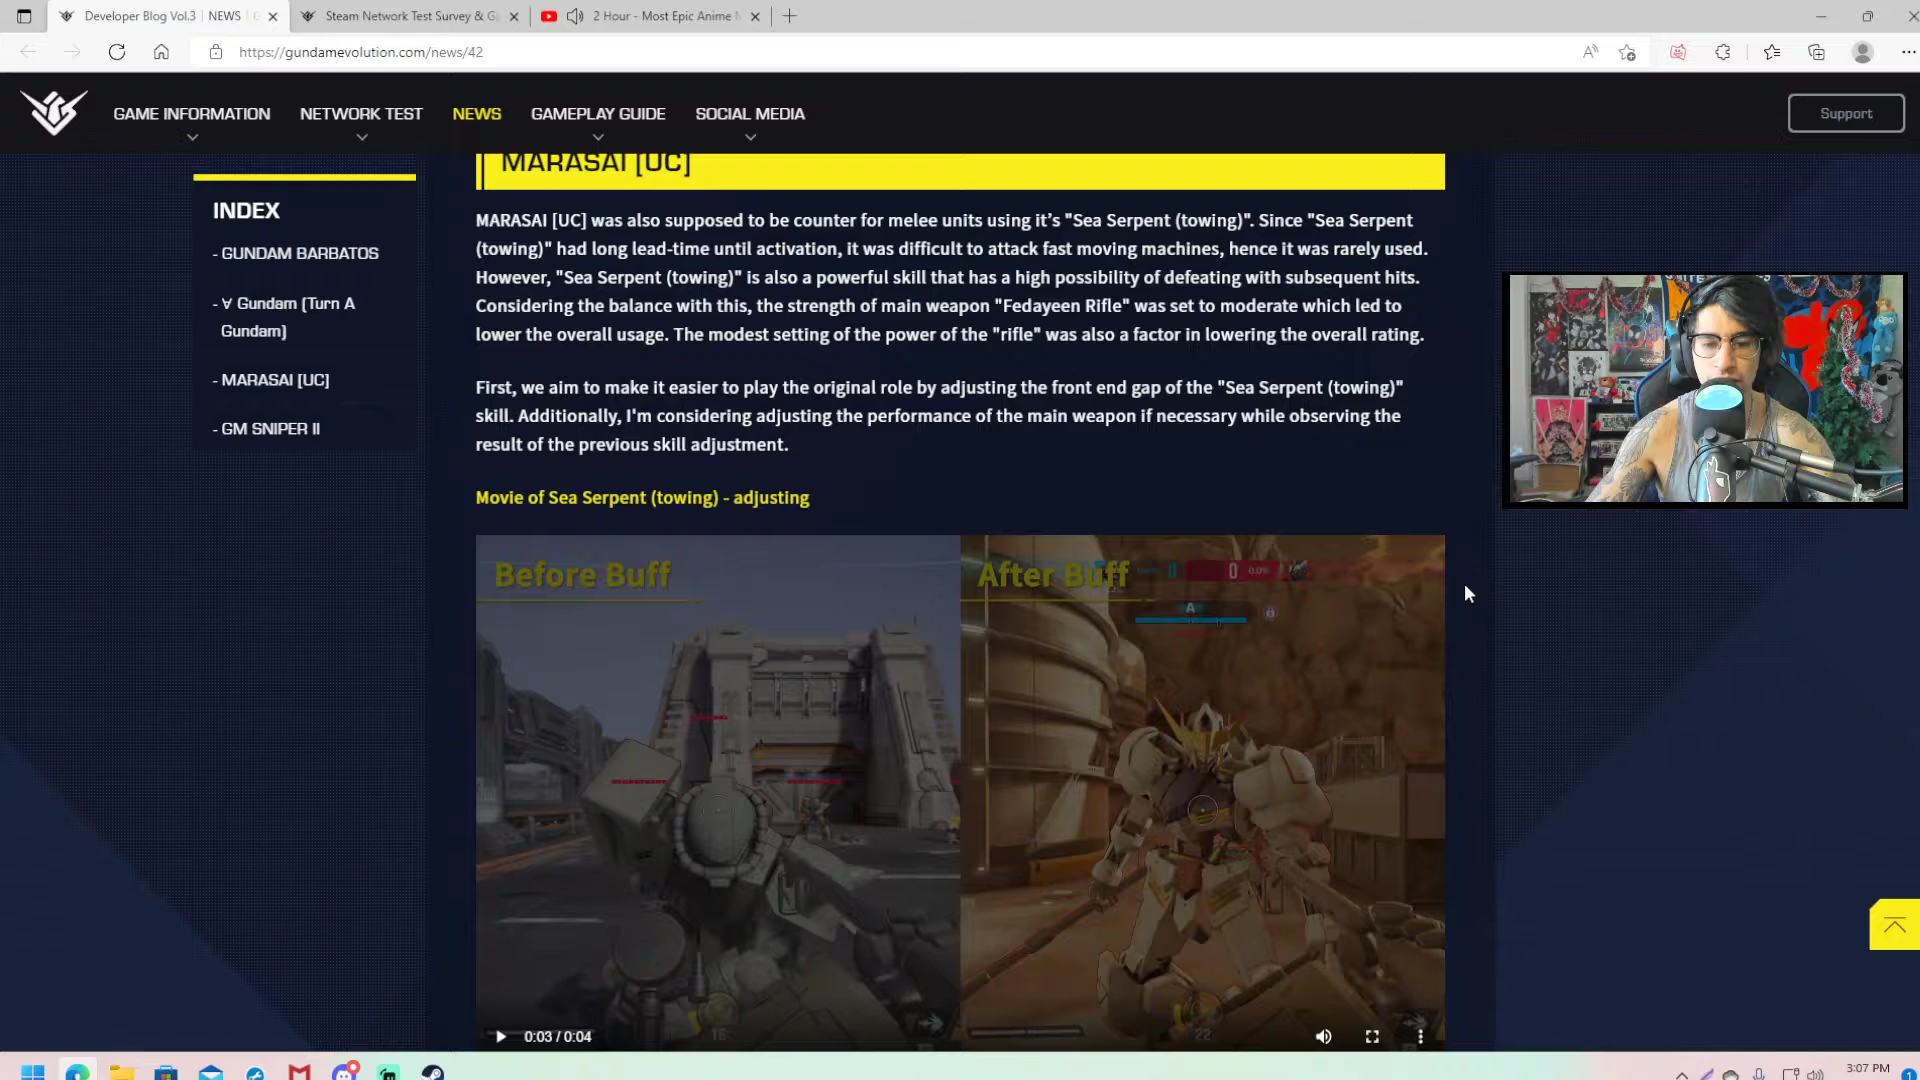 Developer Blog Vol.3 | NEWS |
Steam Network Test Survey & G
2 Hour - Most Epic Anime
https://gundamevolution.com/news/42
GAME INFORMATION
NETWORK TEST
NEWS
GAMEPLAY GUIDE
SOCIAL MEDIA
Support
MARASAI [UC]
INDEX
- GUNDAM BARBATOS
- ∀ Gundam (Turn A
Gundam)
- MARASAI [UC]
- GM SNIPER II
MARASAI [UC] was also supposed to be counter for melee units using it's "Sea Serpent (towing)". Since "Sea Serpent
(towing)" had long lead-time until activation, it was difficult to attack fast moving machines, hence it was rarely used.
However, "Sea Serpent (towing)" is also a powerful skill that has a high possibility of defeating with subsequent hits.
Considering the balance with this, the strength of main weapon "Fedayeen Rifle" was set to moderate which led to
lower the overall usage. The modest setting of the power of the "rifle" was also a factor in lowering the overall rating.
First, we aim to make it easier to play the original role by adjusting the front end gap of the "Sea Serpent (towing)"
skill. Additionally, I'm considering adjusting the performance of the main weapon if necessary while observing the
result of the previous skill adjustment.
Movie of Sea Serpent (towing) - adjusting
Before Buff
After Buff
0
0
0.0%
A
16
22
0:03 / 0:04
3:07 PM
1